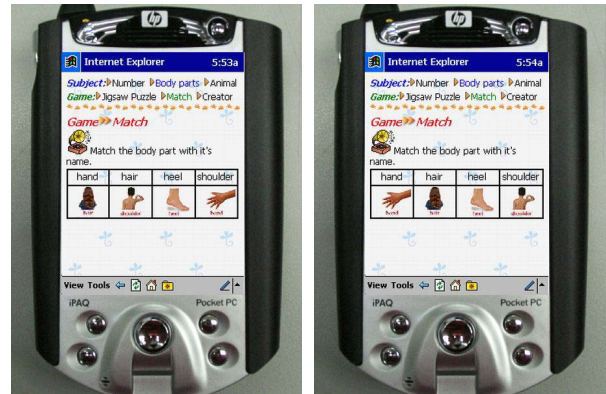 hp
Internet Explorer 5:53a
Subject: Number Body parts Animal
Game: Jigsaw Puzzle Match Creator
Game Match
Match the body part with it's
name.
hand hair heel shoulder
hair shoulder heel hand
View Tools
iPAQ Pocket PC
hp
Internet Explorer 5:54a
Subject: Number Body parts Animal
Game: Jigsaw Puzzle Match Creator
Game Match
Match the body part with it's
name.
hand hair heel shoulder
hand hair heel shoulder
View Tools
iPAQ Pocket PC